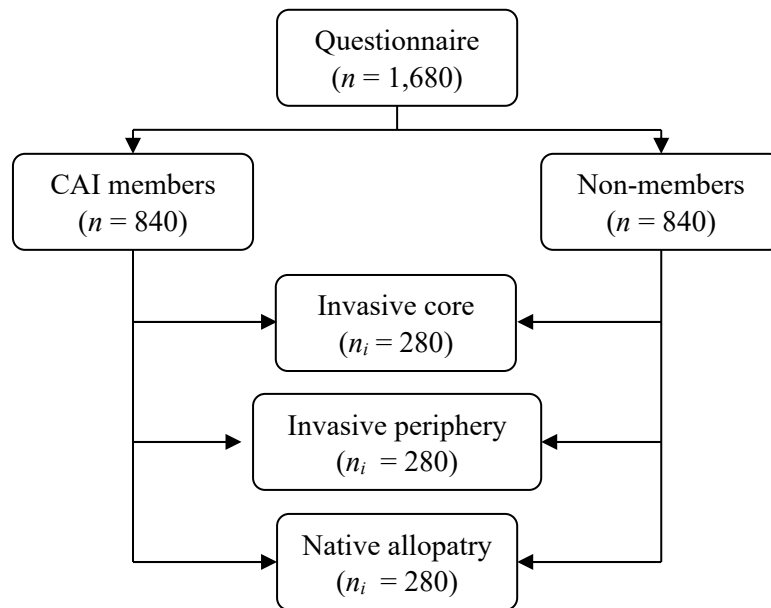 Questionnaire
(n = 1,680)
CAI members
(n = 840)
Non-members
(n = 840)
Invasive core
(nᵢ = 280)
Invasive periphery
(nᵢ = 280)
Native allopatry
(nᵢ = 280)